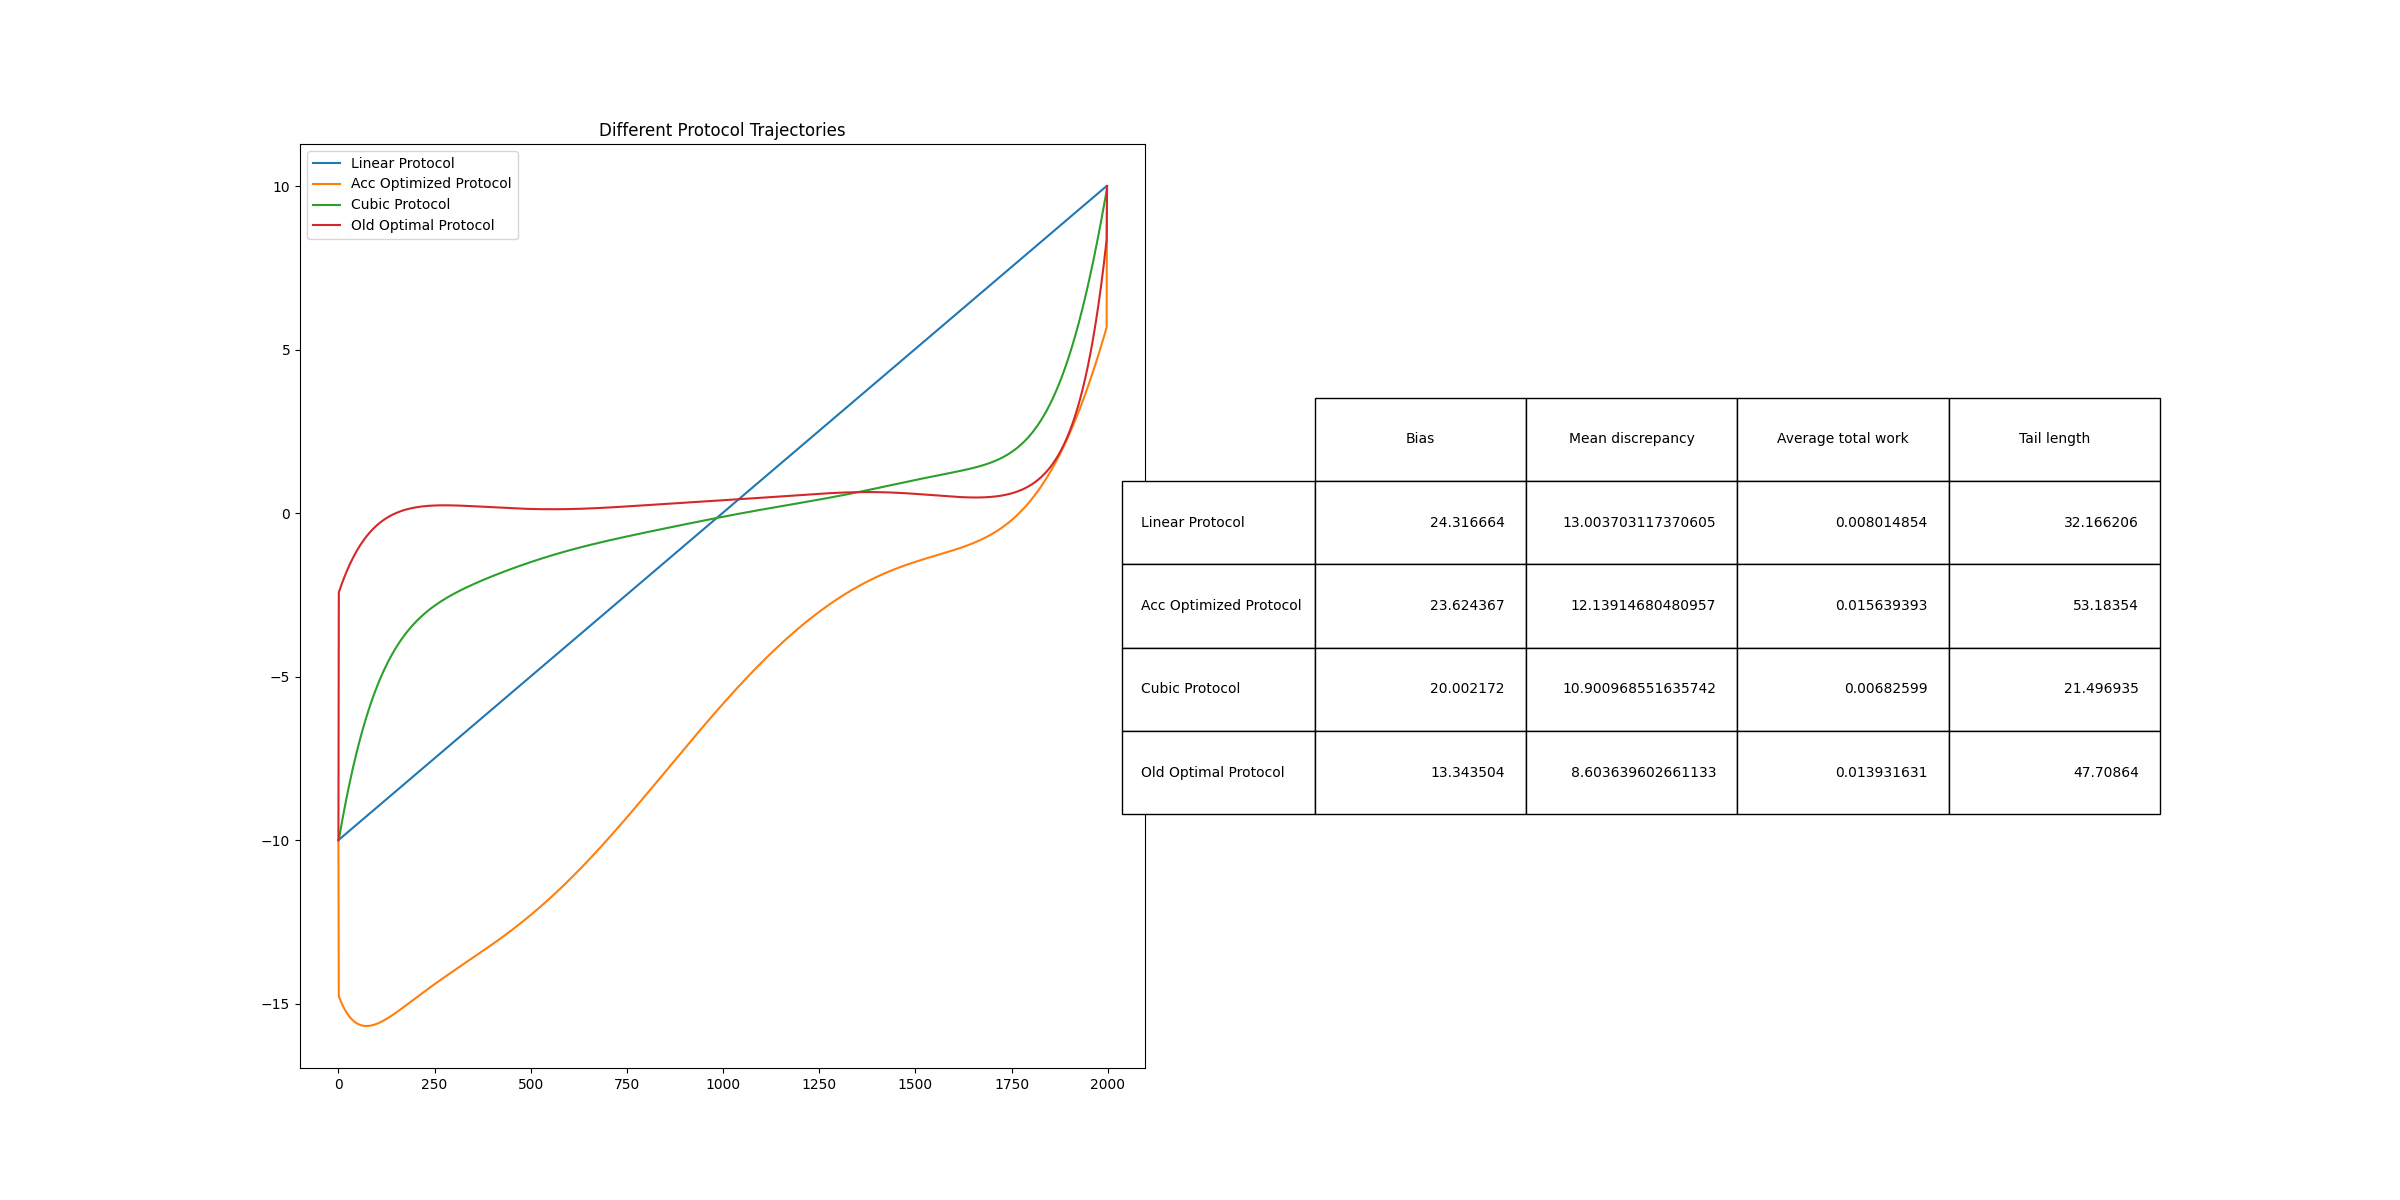 Different Protocol Trajectories
Linear Protocol
Acc Optimized Protocol
Cubic Protocol
Old Optimal Protocol
10
5
0
−5
−10
−15
0 250 500 750 1000 1250 1500 1750 2000
Bias Mean discrepancy Average total work Tail length
Linear Protocol 24.316664 13.003703117370605 0.008014854 32.166206
Acc Optimized Protocol 23.624367 12.13914680480957 0.015639393 53.18354
Cubic Protocol 20.002172 10.900968551635742 0.00682599 21.496935
Old Optimal Protocol 13.343504 8.603639602661133 0.013931631 47.70864